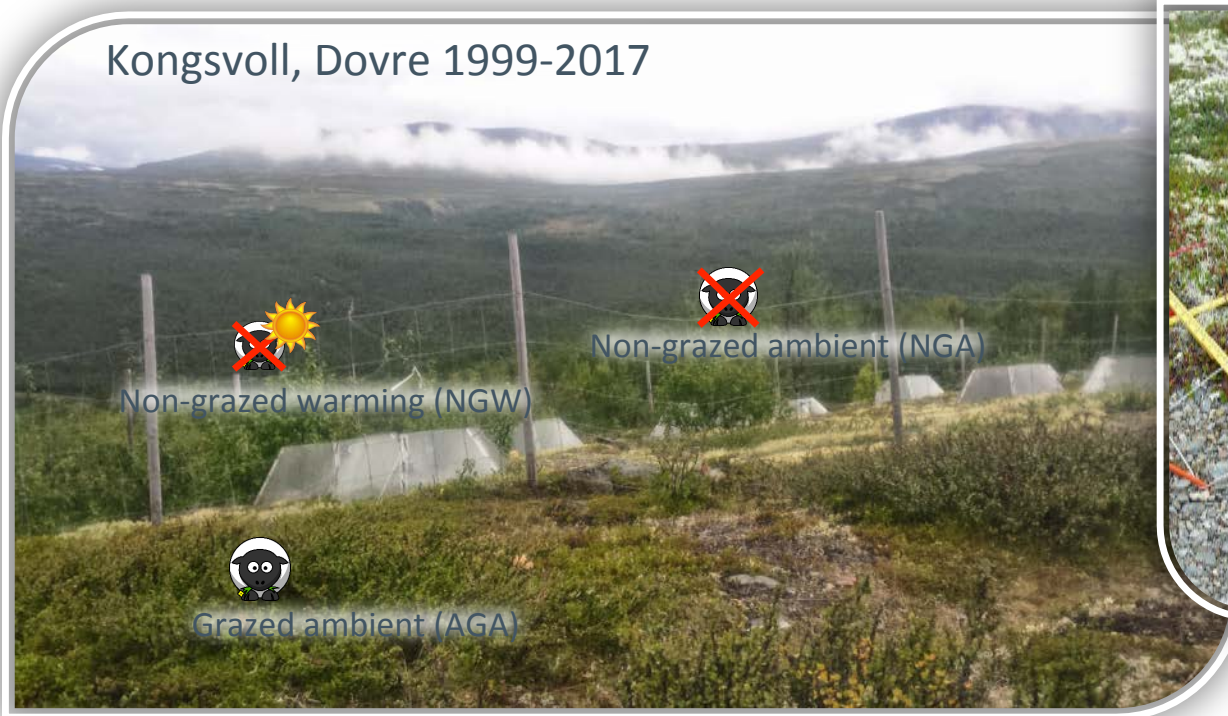 Kongsvoll, Dovre 1999-2017
Non-grazed ambient (NGA)
Non-grazed warming (NGW)
Grazed ambient (AGA)